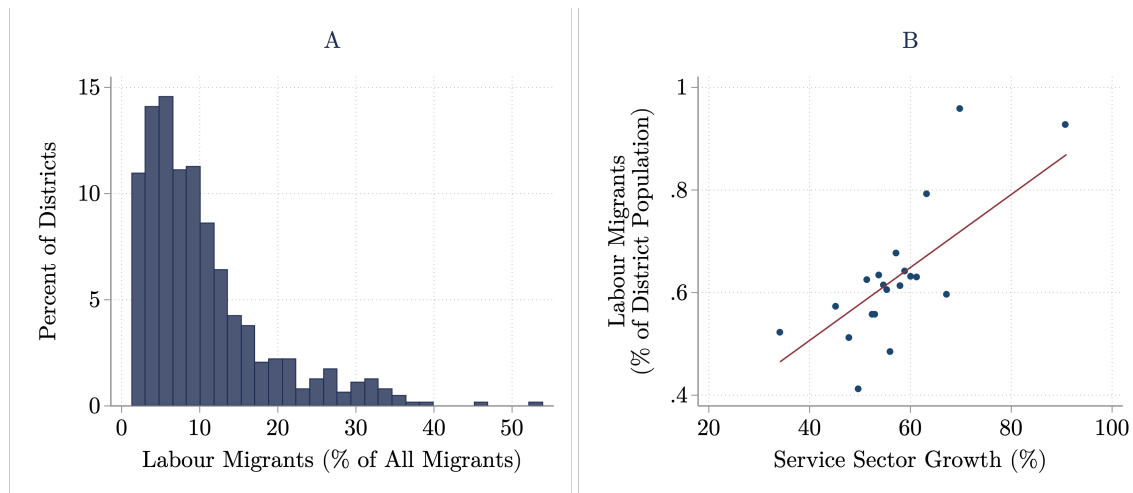 A
15
10
5
0
Percent of Districts
0 10 20 30 40 50
Labour Migrants (% of All Migrants)
B
1
.8
.6
.4
Labour Migrants
(% of District Population)
20 40 60 80 100
Service Sector Growth (%)